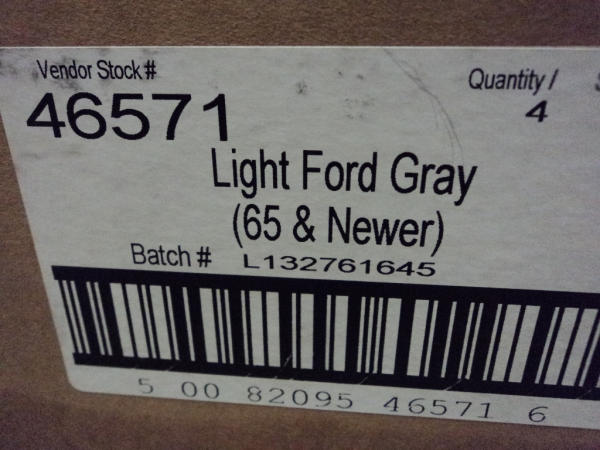 Vendor Stock#
Quantity /
46571
4
Light Ford Gray
(65 & Newer)
Batch # L132761645
5 00 82095 46571 6